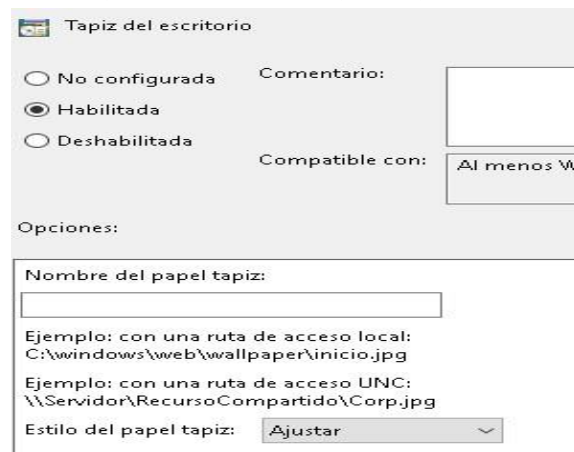 Tapiz del escritorio
No configurada
Comentario:
Habilitada
Deshabilitada
Compatible con:
Al menos
Opciones:
Nombre del papel tapiz:
Ejemplo: con una ruta de acceso local:
C:\windows\web\wallpaper\inicio.jpg
Ejemplo: con una ruta de acceso UNC:
\\Servidor\RecursoCompartido\Corp.jpg
Estilo del papel tapiz:
Ajustar